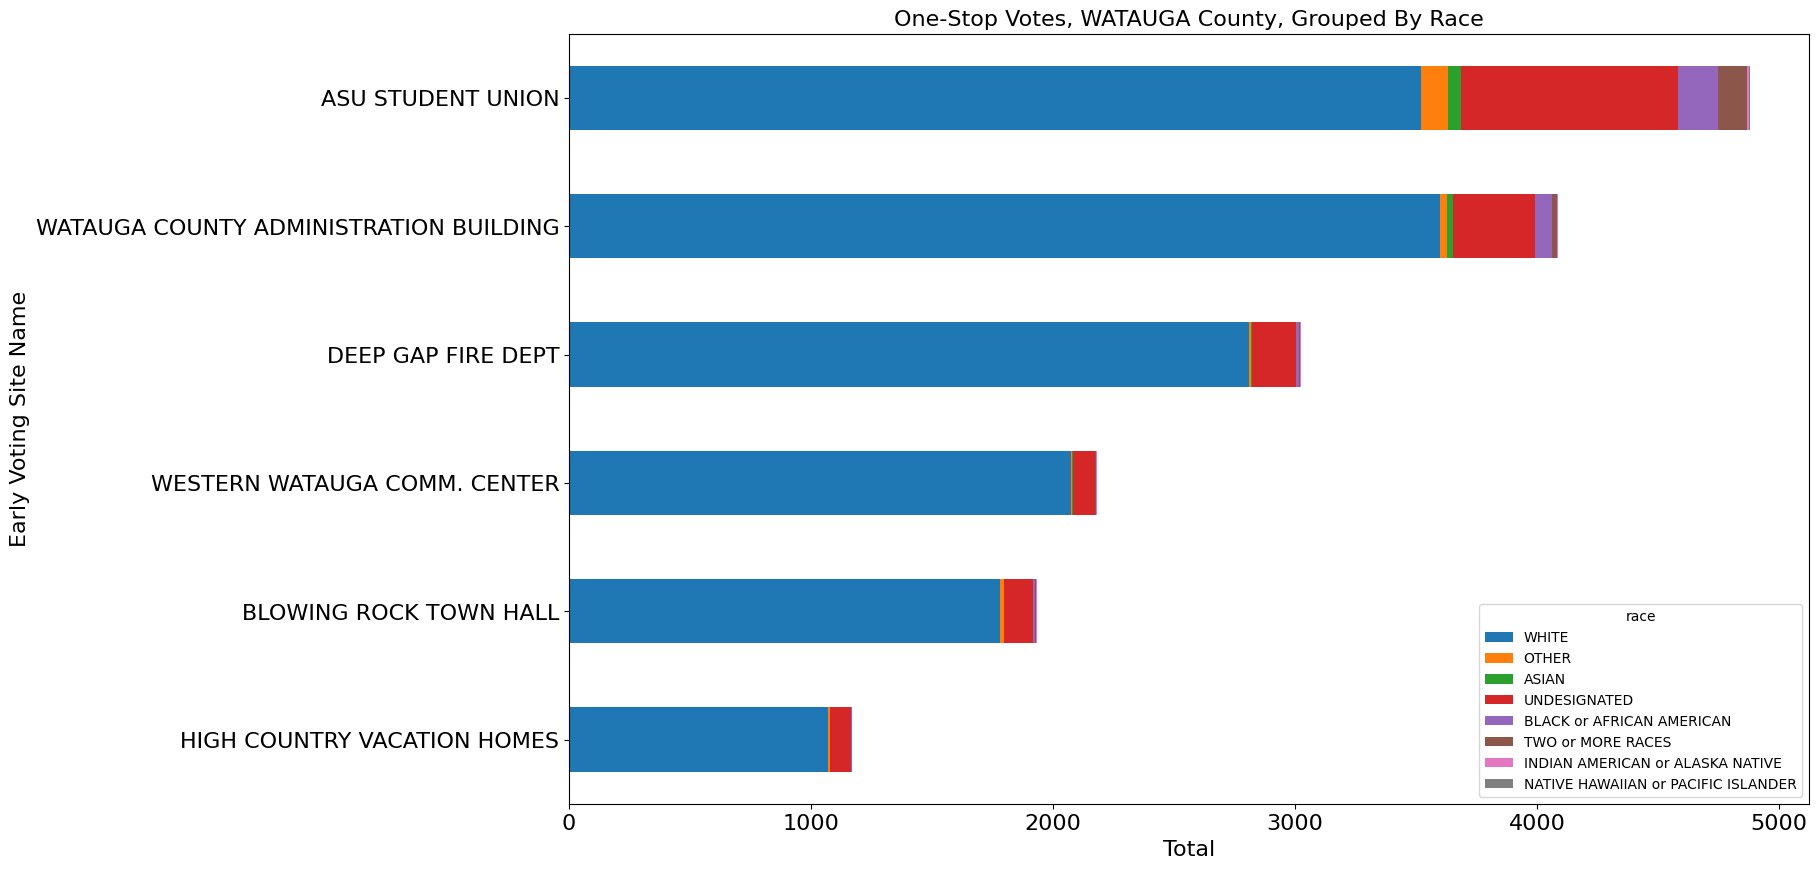 One-Stop Votes, WATAUGA County, Grouped By Race
Early Voting Site Name
ASU STUDENT UNION
WATAUGA COUNTY ADMINISTRATION BUILDING
DEEP GAP FIRE DEPT
WESTERN WATAUGA COMM. CENTER
BLOWING ROCK TOWN HALL
HIGH COUNTRY VACATION HOMES
race
WHITE
OTHER
ASIAN
UNDESIGNATED
BLACK or AFRICAN AMERICAN
TWO or MORE RACES
INDIAN AMERICAN or ALASKA NATIVE
NATIVE HAWAIIAN or PACIFIC ISLANDER
0 1000 2000 3000 4000 5000
Total